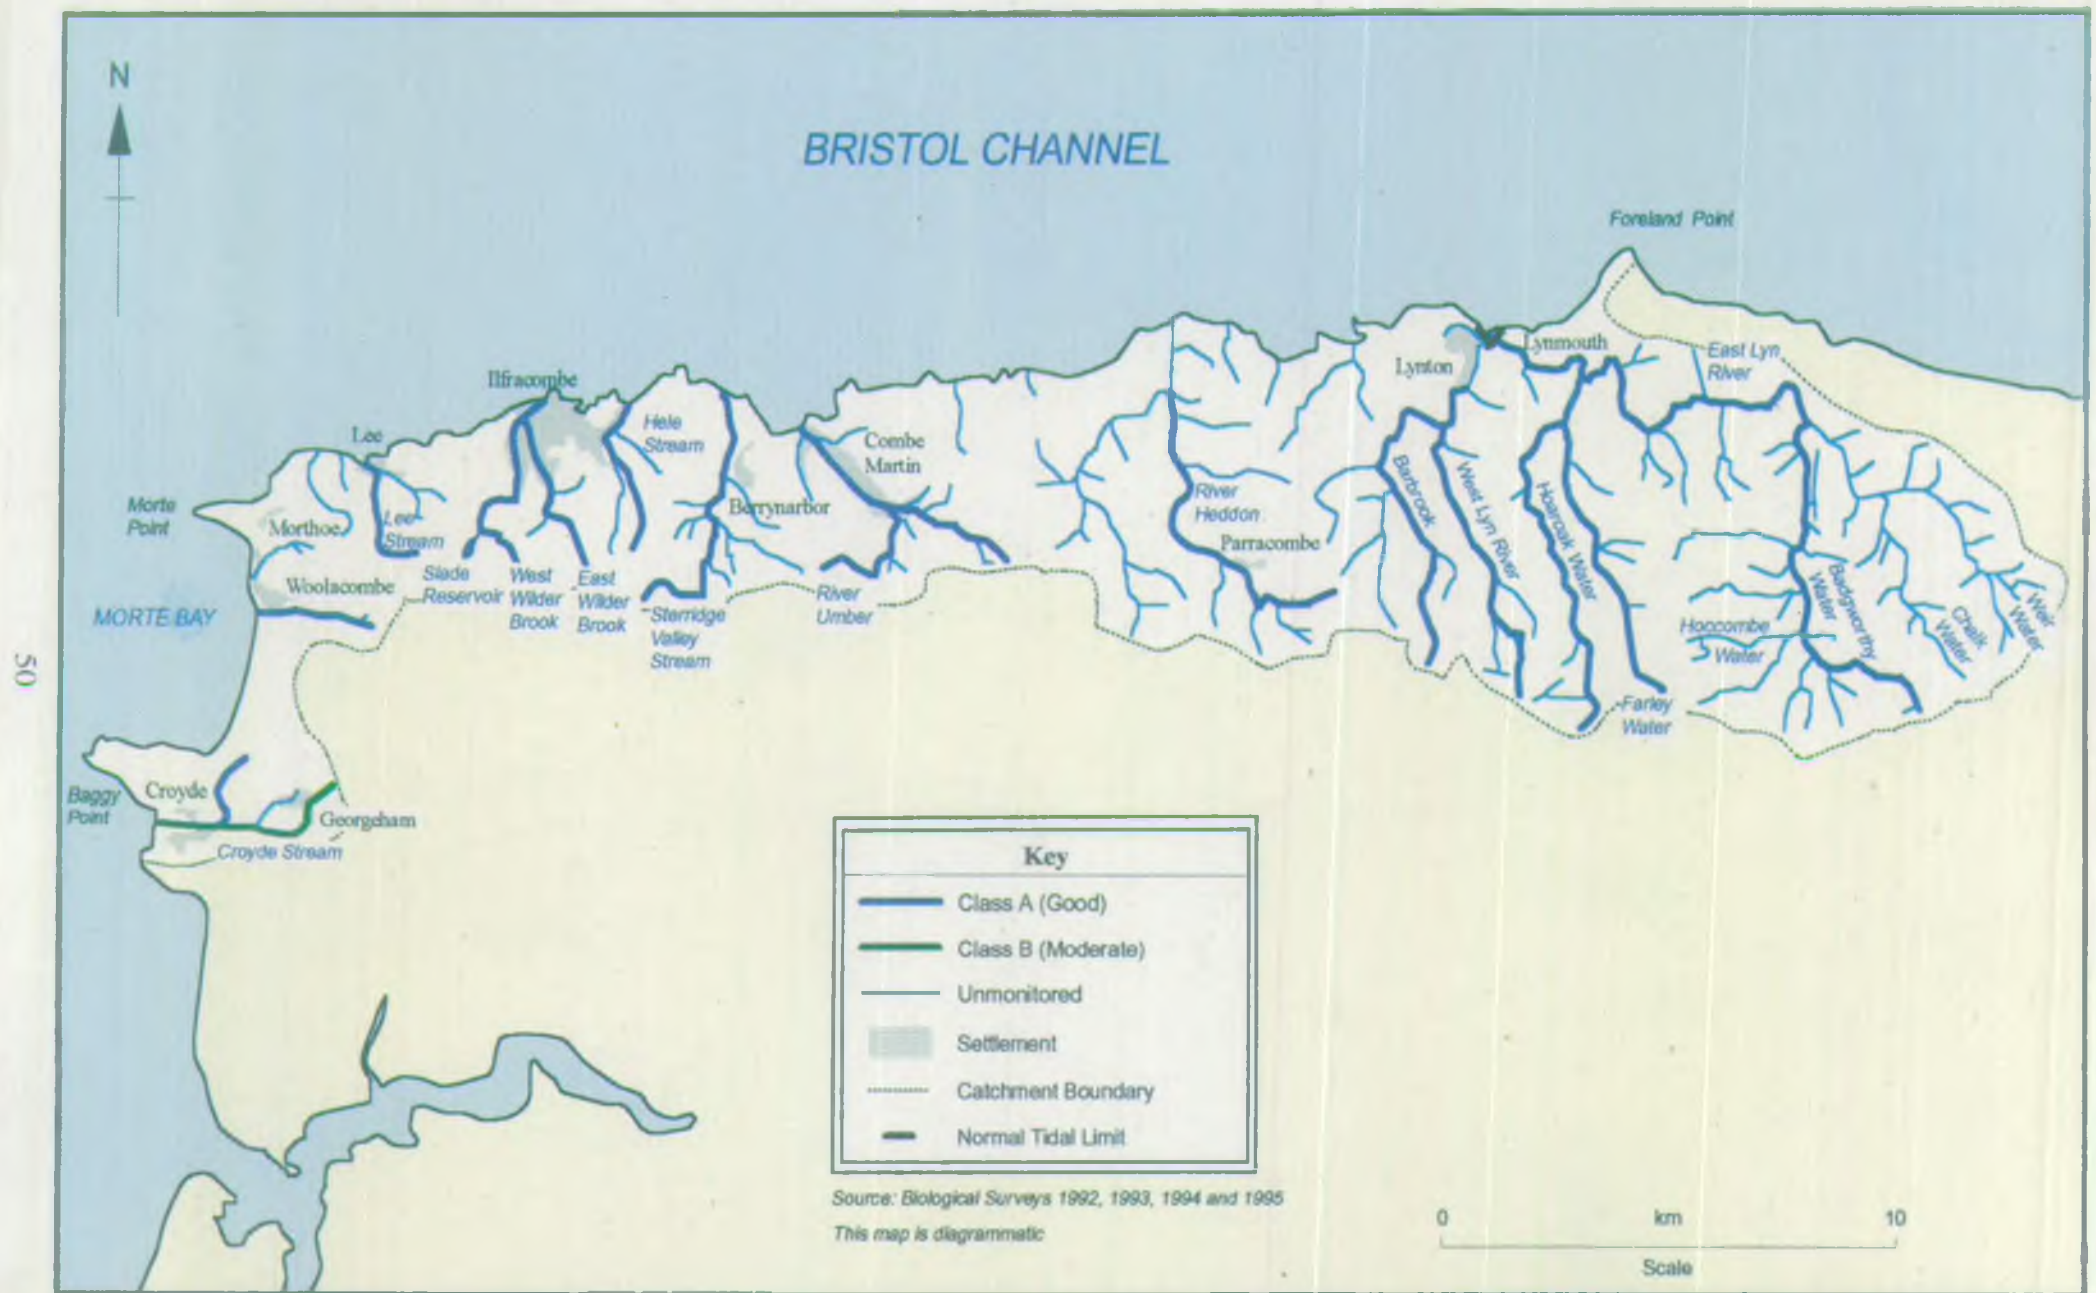 N
BRISTOL CHANNEL
Foreland Point
Lynmouth
East Lyn
River
Lynton
Ilfracombe
Hele
Stream
Lee
Combe
Martin
Morte
Point
Morthoe
Lee
Stream
Berrynarbor
River
Heddon
Parracombe
Barbrook
West Lyn River
Hoaroak Water
Badgworthy
Water
Chalk
Water
Weir
Water
Woolacombe
Slade
Reservoir
West
Wilder
Brook
East
Wilder
Brook
Sterridge
Valley
Stream
River
Umber
MORTE BAY
Hoccombe
Water
Farley
Water
50
Baggy
Point
Croyde
Georgeham
Croyde Stream
Key
Class A (Good)
Class B (Moderate)
Unmonitored
Settlement
Catchment Boundary
Normal Tidal Limit
Source: Biological Surveys 1992, 1993, 1994 and 1995
This map is diagrammatic
0 km 10
Scale